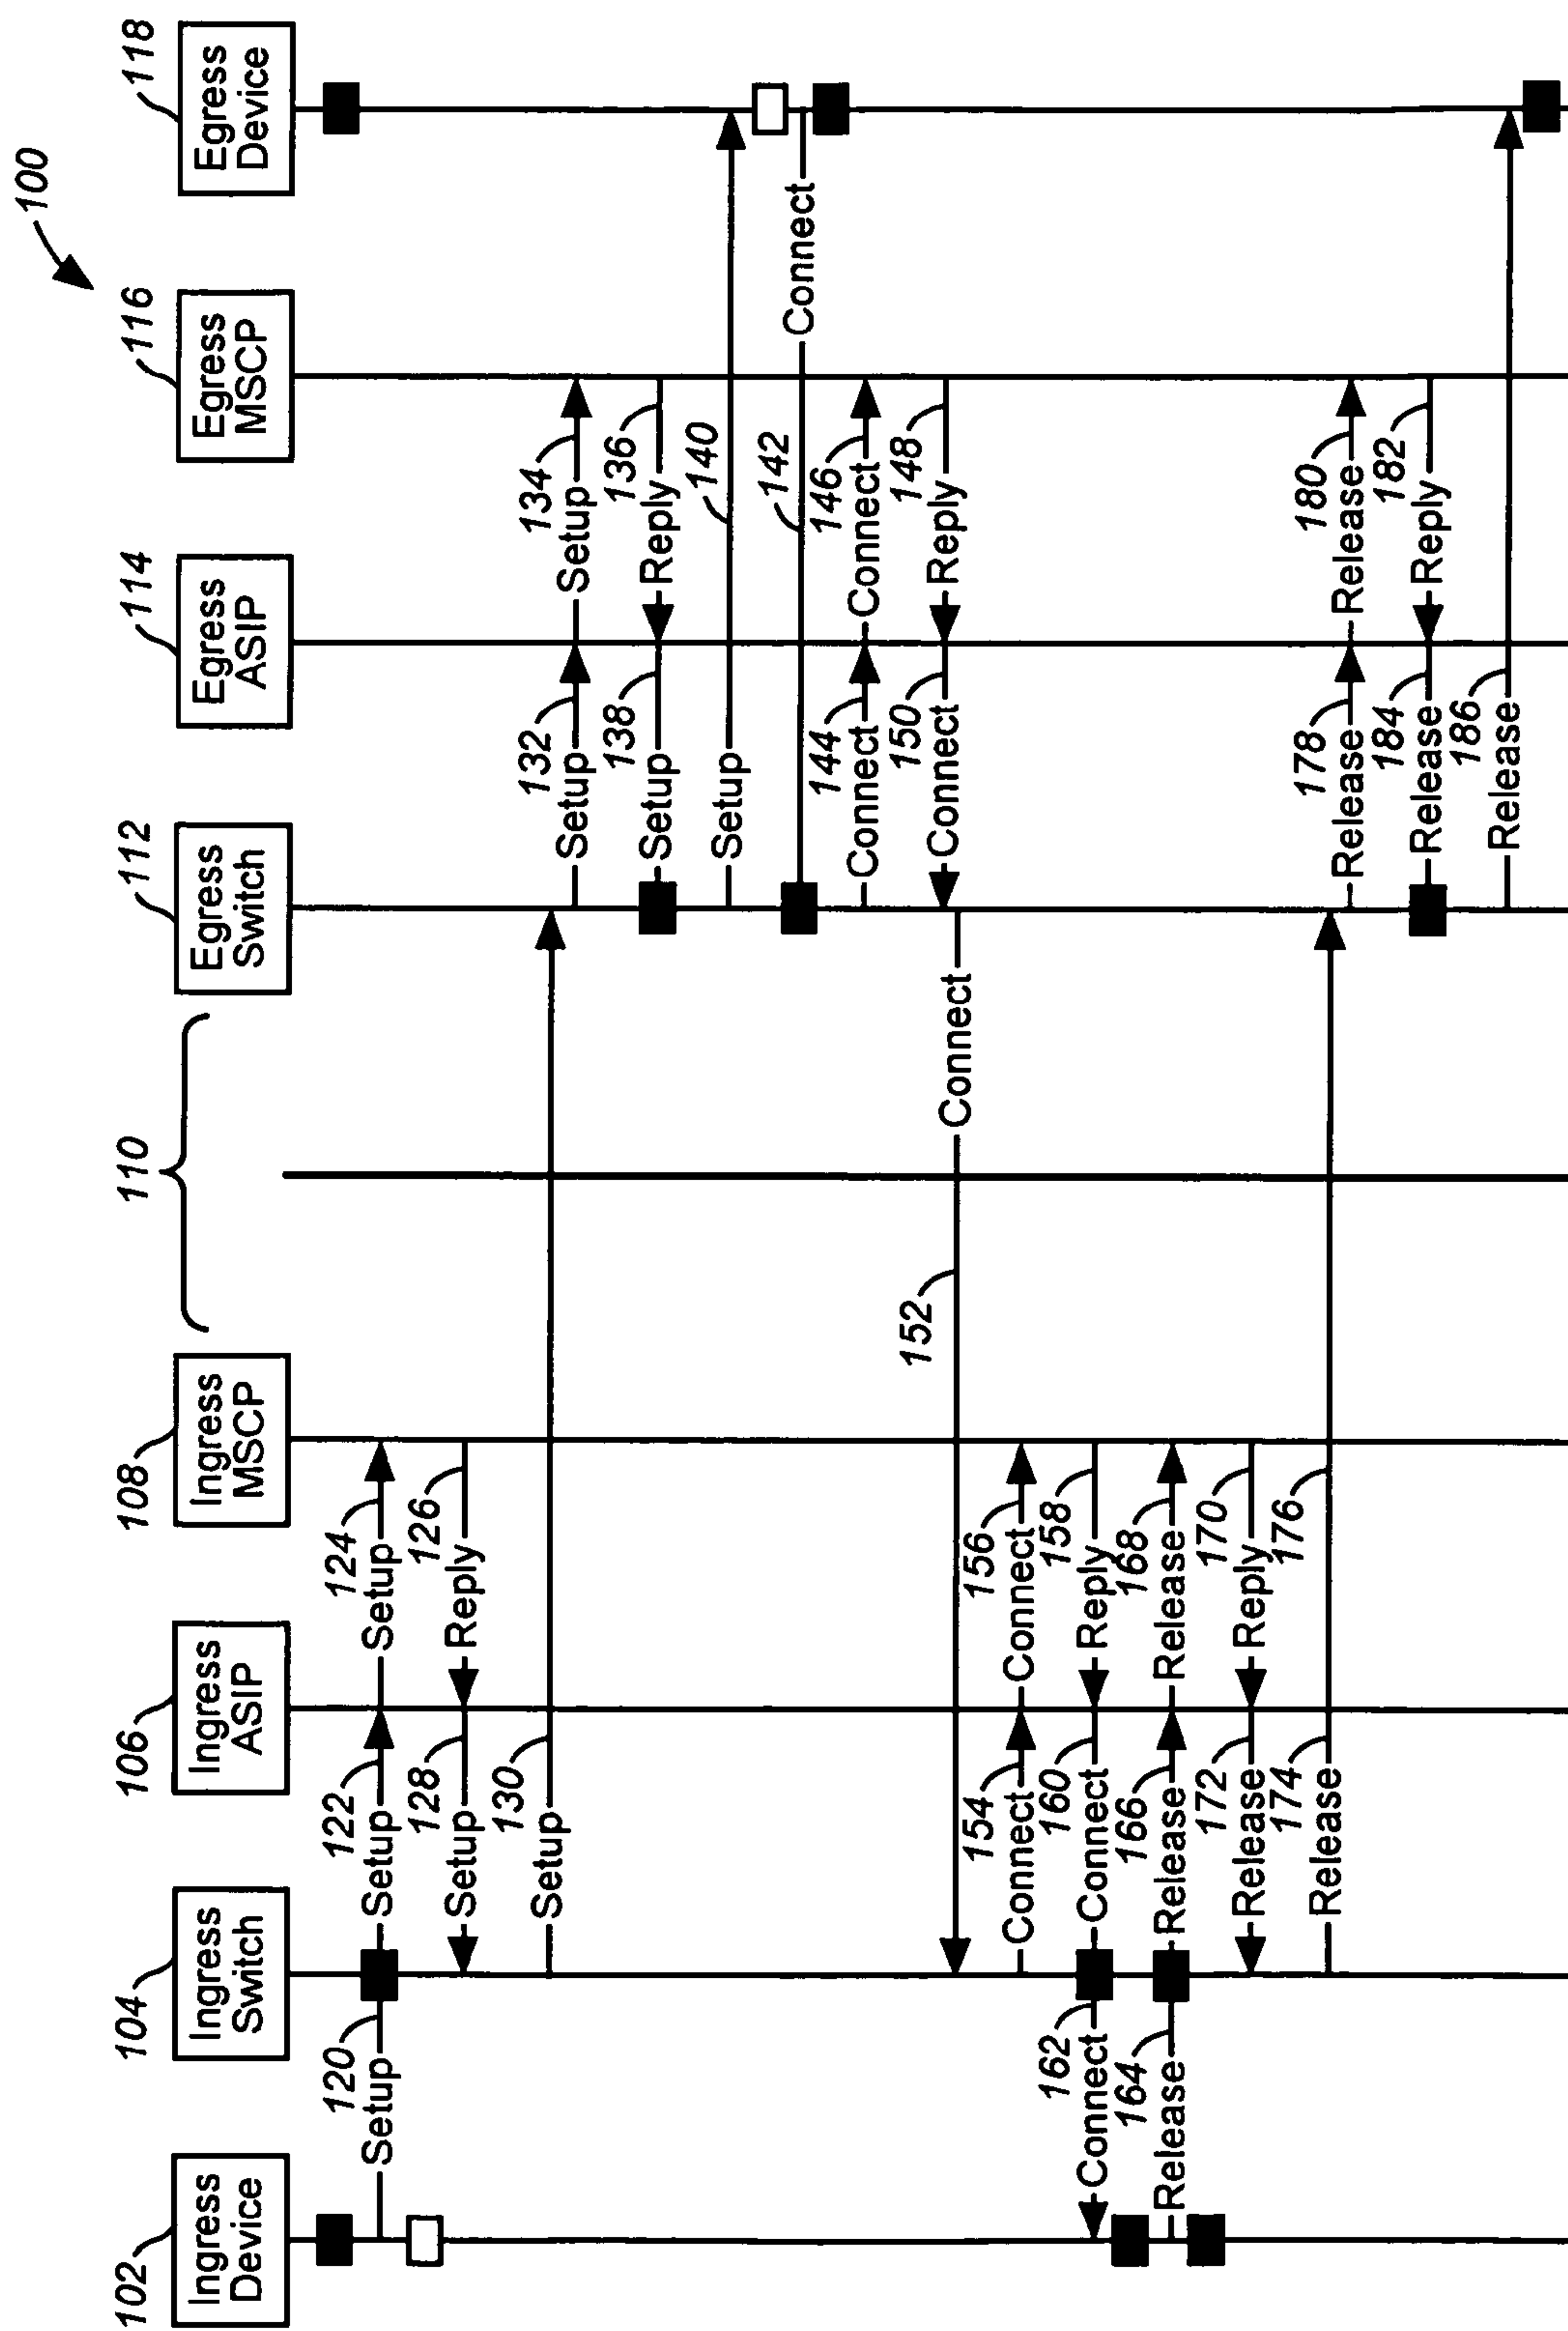 100
102
Ingress
Device
104
Ingress
Switch
106
Ingress
ASIP
108
Ingress
MSCP
110
112
Egress
Switch
114
Egress
ASIP
116
Egress
MSCP
118
Egress
Device
120
Setup
122
Setup
124
Setup
126
Reply
128
Setup
130
Setup
132
Setup
134
Setup
136
Reply
138
Setup
140
Setup
142
Connect
144
Connect
146
Connect
148
Reply
150
Connect
152
Connect
154
Connect
156
Connect
158
Reply
160
Connect
162
Connect
164
Release
166
Release
168
Release
170
Reply
172
Release
174
Release
176
178
Release
180
Release
182
Reply
184
Release
186
Release